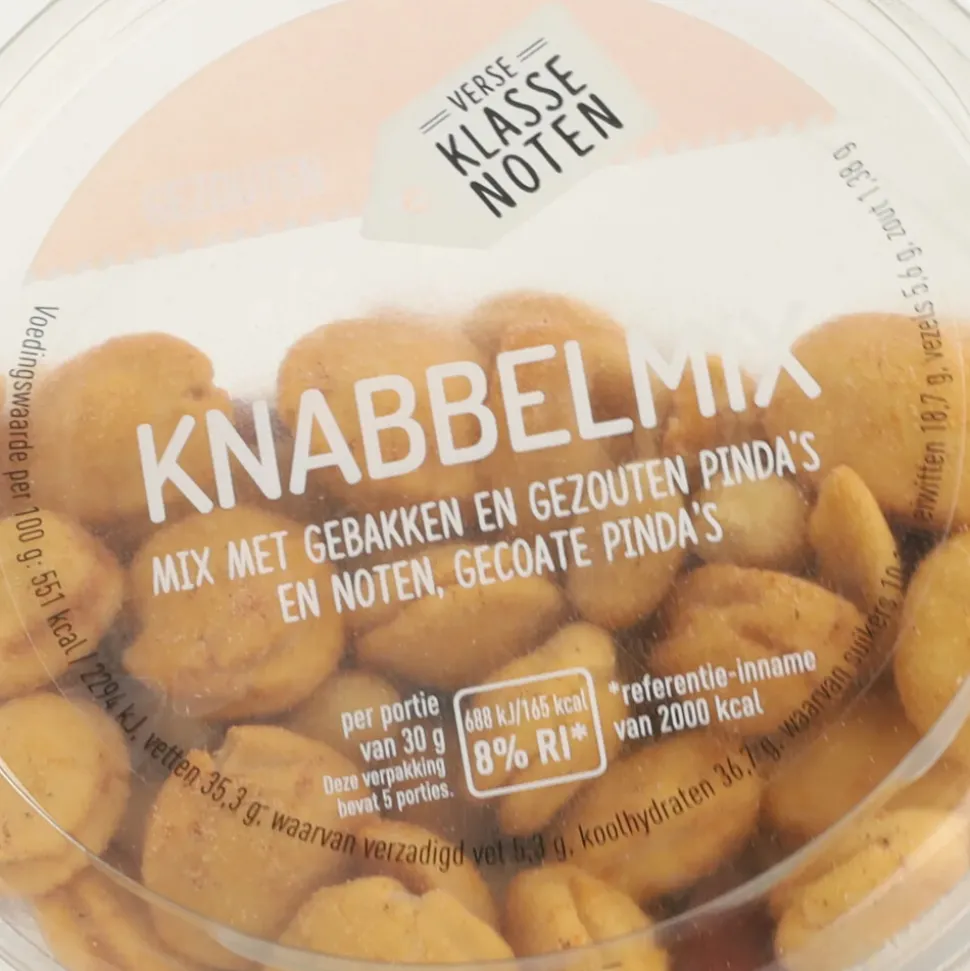 VERSE
KLASSE
NOTEN
KNABBELMIX
MIX MET GEBAKKEN EN GEZOUTEN PINDA'S
EN NOTEN, GECOATE PINDA'S
per portie
van 30 g
Deze verpakking
bevat 5 porties.
688 kJ/165 kcal
8% RI*
*referentie-inname
van 2000 kcal
Voedingswaarde per 100 g: 551 kcal / 2294 kJ, vetten 35,3 g, waarvan verzadigd vet 5,3 g, koolhydraten 36,7 g, waarvan suikers 10, eiwitten 18,7 g, vezels 5,6 g, zout 1,38 g